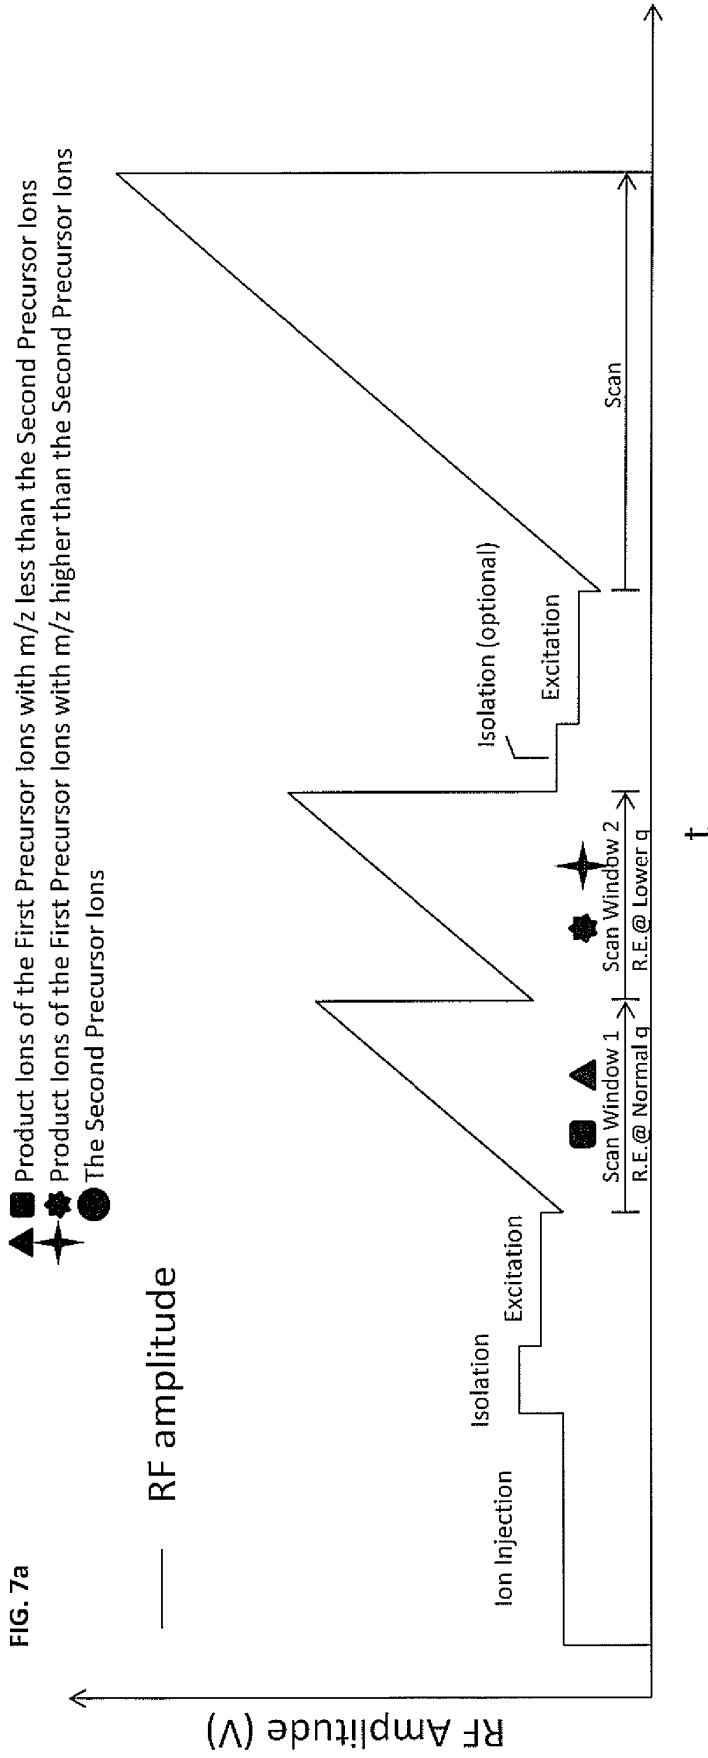 FIG. 7a
Product Ions of the First Precursor Ions with m/z less than the Second Precursor Ions
Product Ions of the First Precursor Ions with m/z higher than the Second Precursor Ions
The Second Precursor Ions
RF amplitude
RF Amplitude (V)
Ion Injection
Isolation
Excitation
Scan Window 1
R.E.@ Normal q
Scan Window 2
R.E.@ Lower q
Isolation (optional)
Excitation
Scan
t